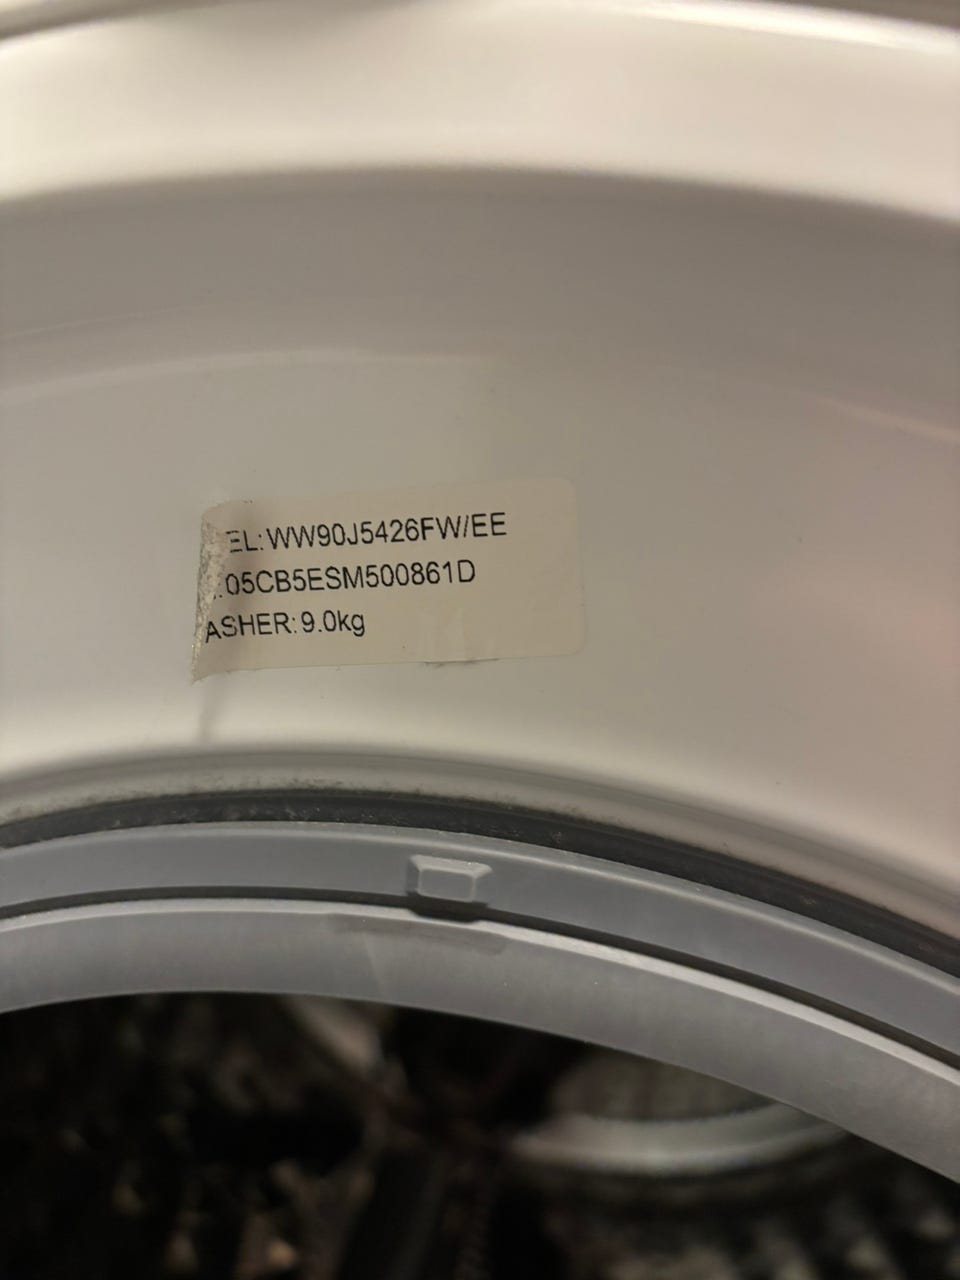 EL:WW90J5426FW/EE
:05CB5ESM500861D
ASHER:9.0kg